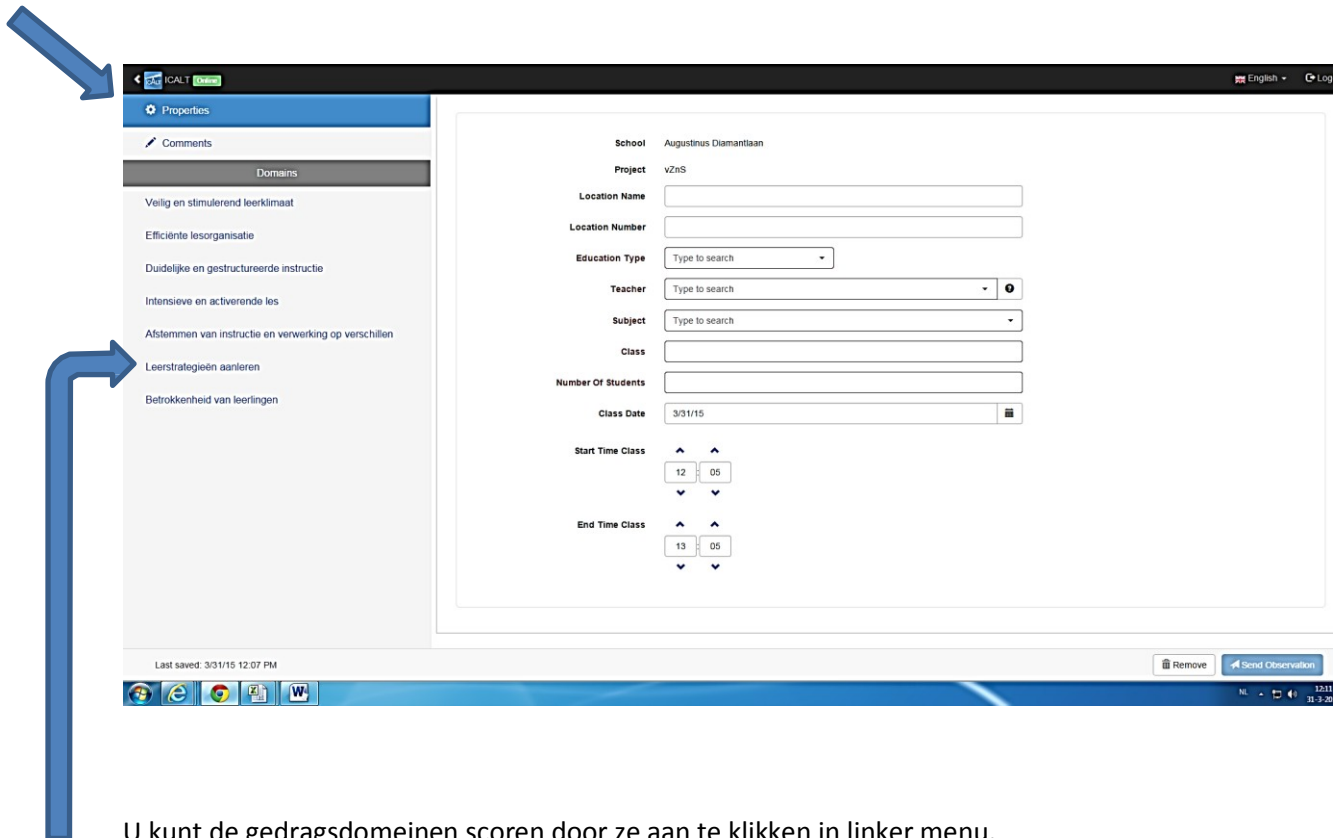 ICALT Online English Log
Properties
Comments
Domains
Veilig en stimulerend leerklimaat
Efficiënte lesorganisatie
Duidelijke en gestructureerde instructie
Intensieve en activerende les
Afstemmen van instructie en verwerking op verschillen
Leerstrategieën aanleren
Betrokkenheid van leerlingen
School Augustinus Diamantlaan
Project vZnS
Location Name
Location Number
Education Type Type to search
Teacher Type to search
Subject Type to search
Class
Number Of Students
Class Date 3/31/15
Start Time Class
12 : 05
End Time Class
13 : 05
Last saved: 3/31/15 12:07 PM Remove Send Observation
NL 12:11
31-3-20
U kunt de gedragsdomeinen scoren door ze aan te klikken in linker menu.